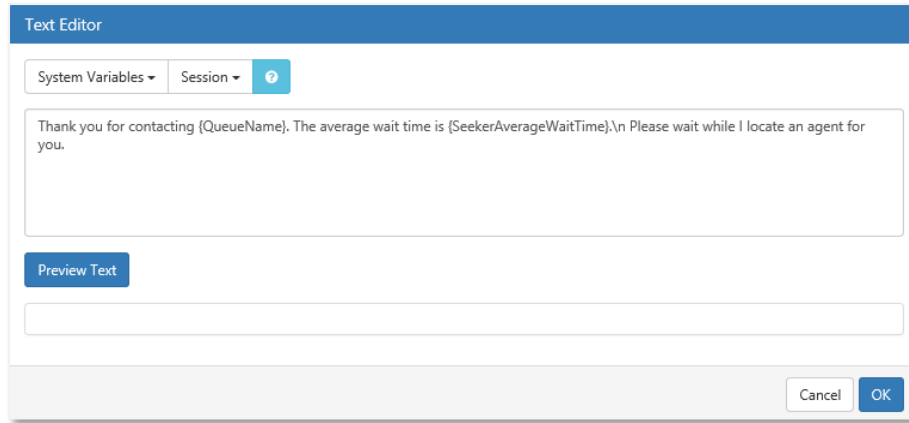 Text Editor
System Variables Session ?
Thank you for contacting {QueueName}. The average wait time is {SeekerAverageWaitTime}.\n Please wait while I locate an agent for
you.
Preview Text
Cancel OK